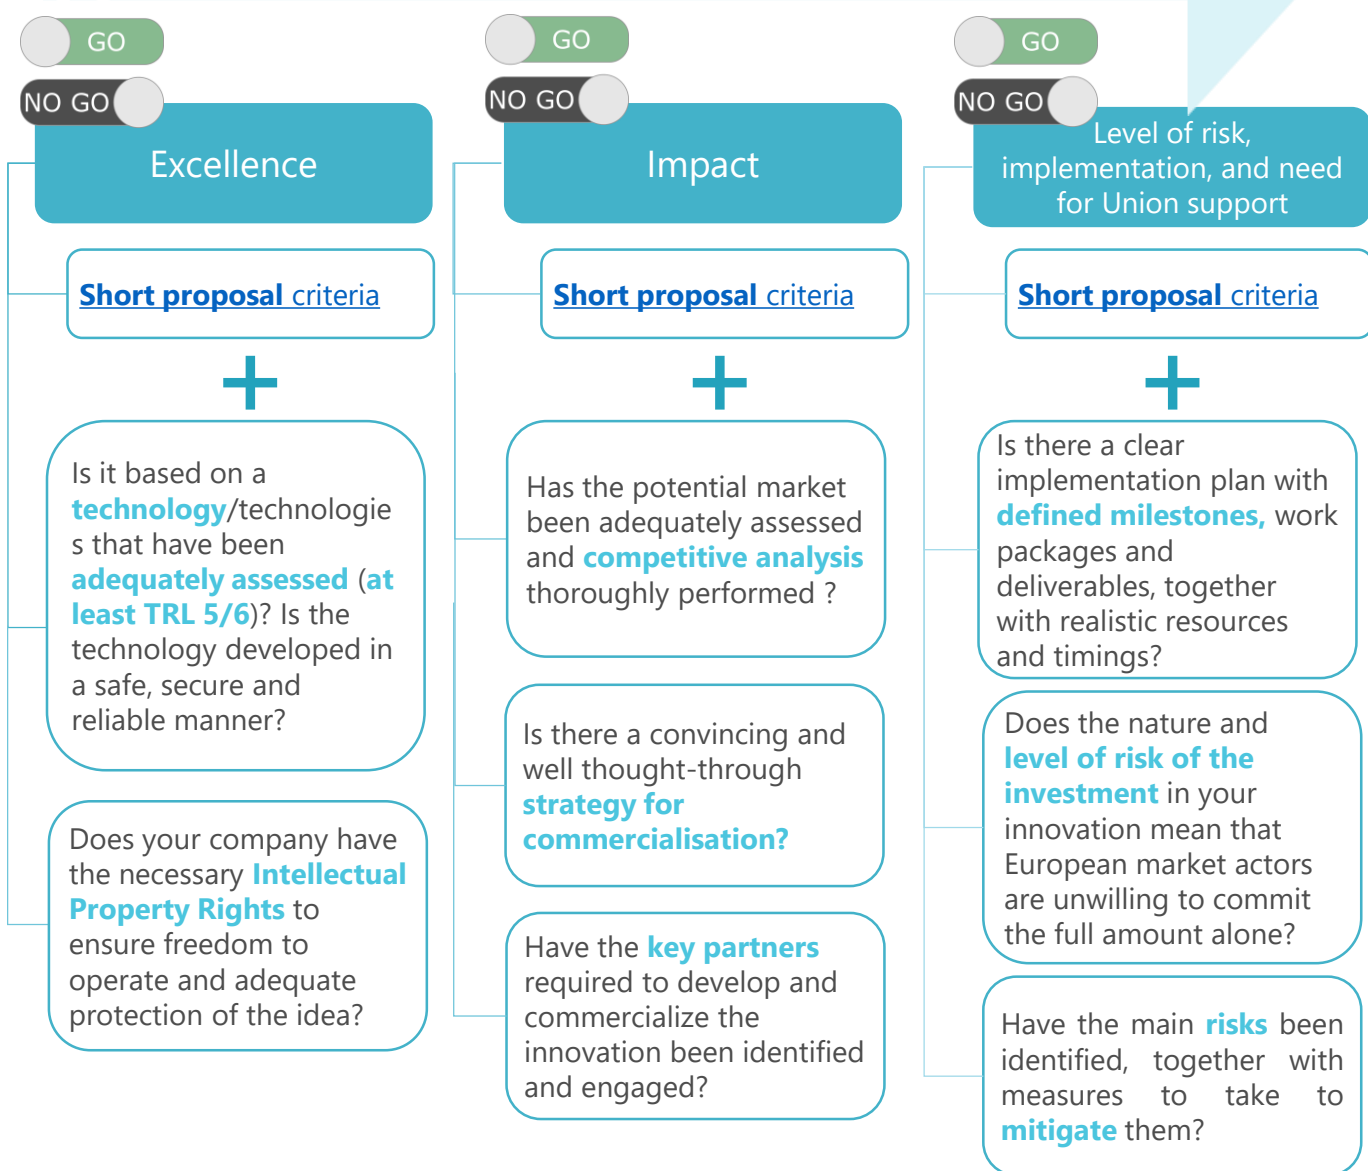 GO
NO GO
Excellence
Short proposal criteria
Is it based on a
technology/technologie
s that have been
adequately assessed (at
least TRL 5/6)? Is the
technology developed in
a safe, secure and
reliable manner?
Does your company have
the necessary Intellectual
Property Rights to
ensure freedom to
operate and adequate
protection of the idea?
GO
NO GO
Impact
Short proposal criteria
Has the potential market
been adequately assessed
and competitive analysis
thoroughly performed ?
Is there a convincing and
well thought-through
strategy for
commercialisation?
Have the key partners
required to develop and
commercialize the
innovation been identified
and engaged?
GO
NO GO
Level of risk,
implementation, and need
for Union support
Short proposal criteria
Is there a clear
implementation plan with
defined milestones, work
packages and
deliverables, together
with realistic resources
and timings?
Does the nature and
level of risk of the
investment in your
innovation mean that
European market actors
are unwilling to commit
the full amount alone?
Have the main risks been
identified, together with
measures to take to
mitigate them?